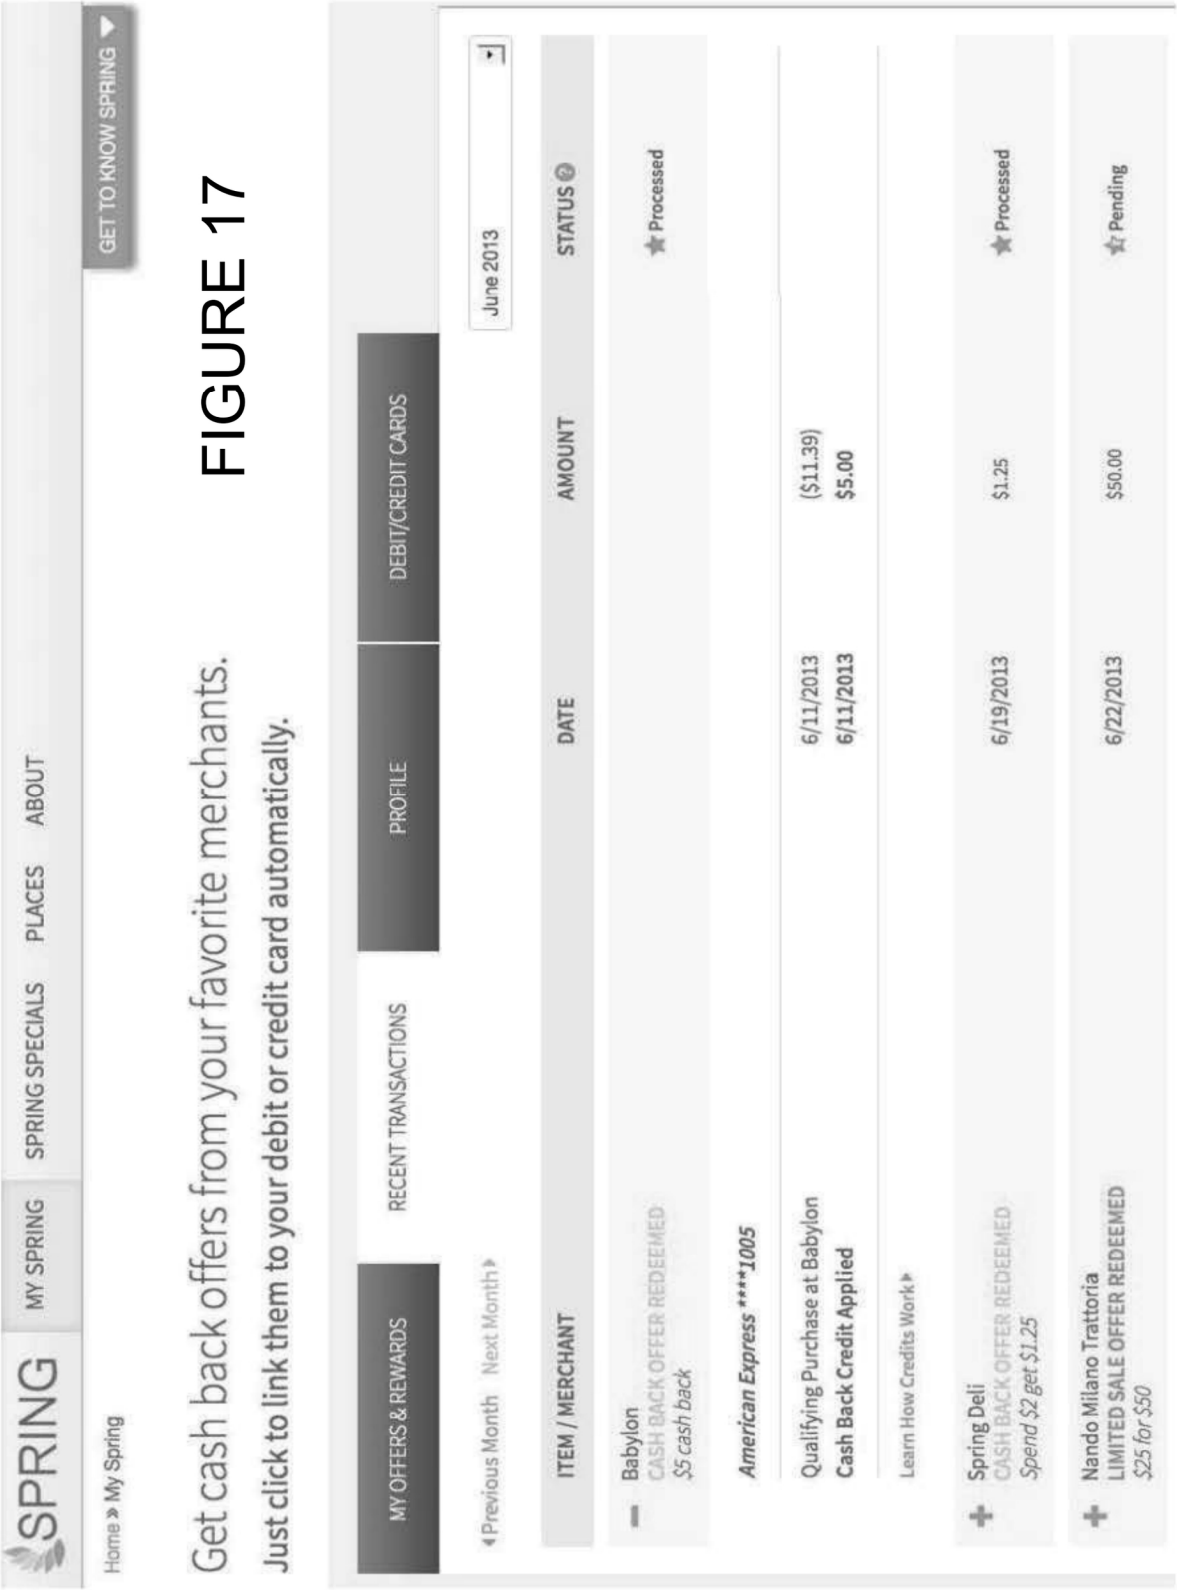 SPRING
MY SPRING SPRING SPECIALS PLACES ABOUT
Home » My Spring
GET TO KNOW SPRING
Get cash back offers from your favorite merchants.
FIGURE 17
Just click to link them to your debit or credit card automatically.
MY OFFERS & REWARDS RECENT TRANSACTIONS PROFILE DEBIT/CREDIT CARDS
Previous Month Next Month June 2013
ITEM / MERCHANT DATE AMOUNT STATUS ?
Babylon
CASH BACK OFFER REDEEMED Processed
$5 cash back
American Express ****1005
Qualifying Purchase at Babylon 6/11/2013 ($11.39)
Cash Back Credit Applied 6/11/2013 $5.00
Learn How Credits Work
Spring Deli
CASH BACK OFFER REDEEMED 6/19/2013 $1.25 Processed
Spend $2 get $1.25
Nando Milano Trattoria
LIMITED SALE OFFER REDEEMED 6/22/2013 $50.00 Pending
$25 for $50